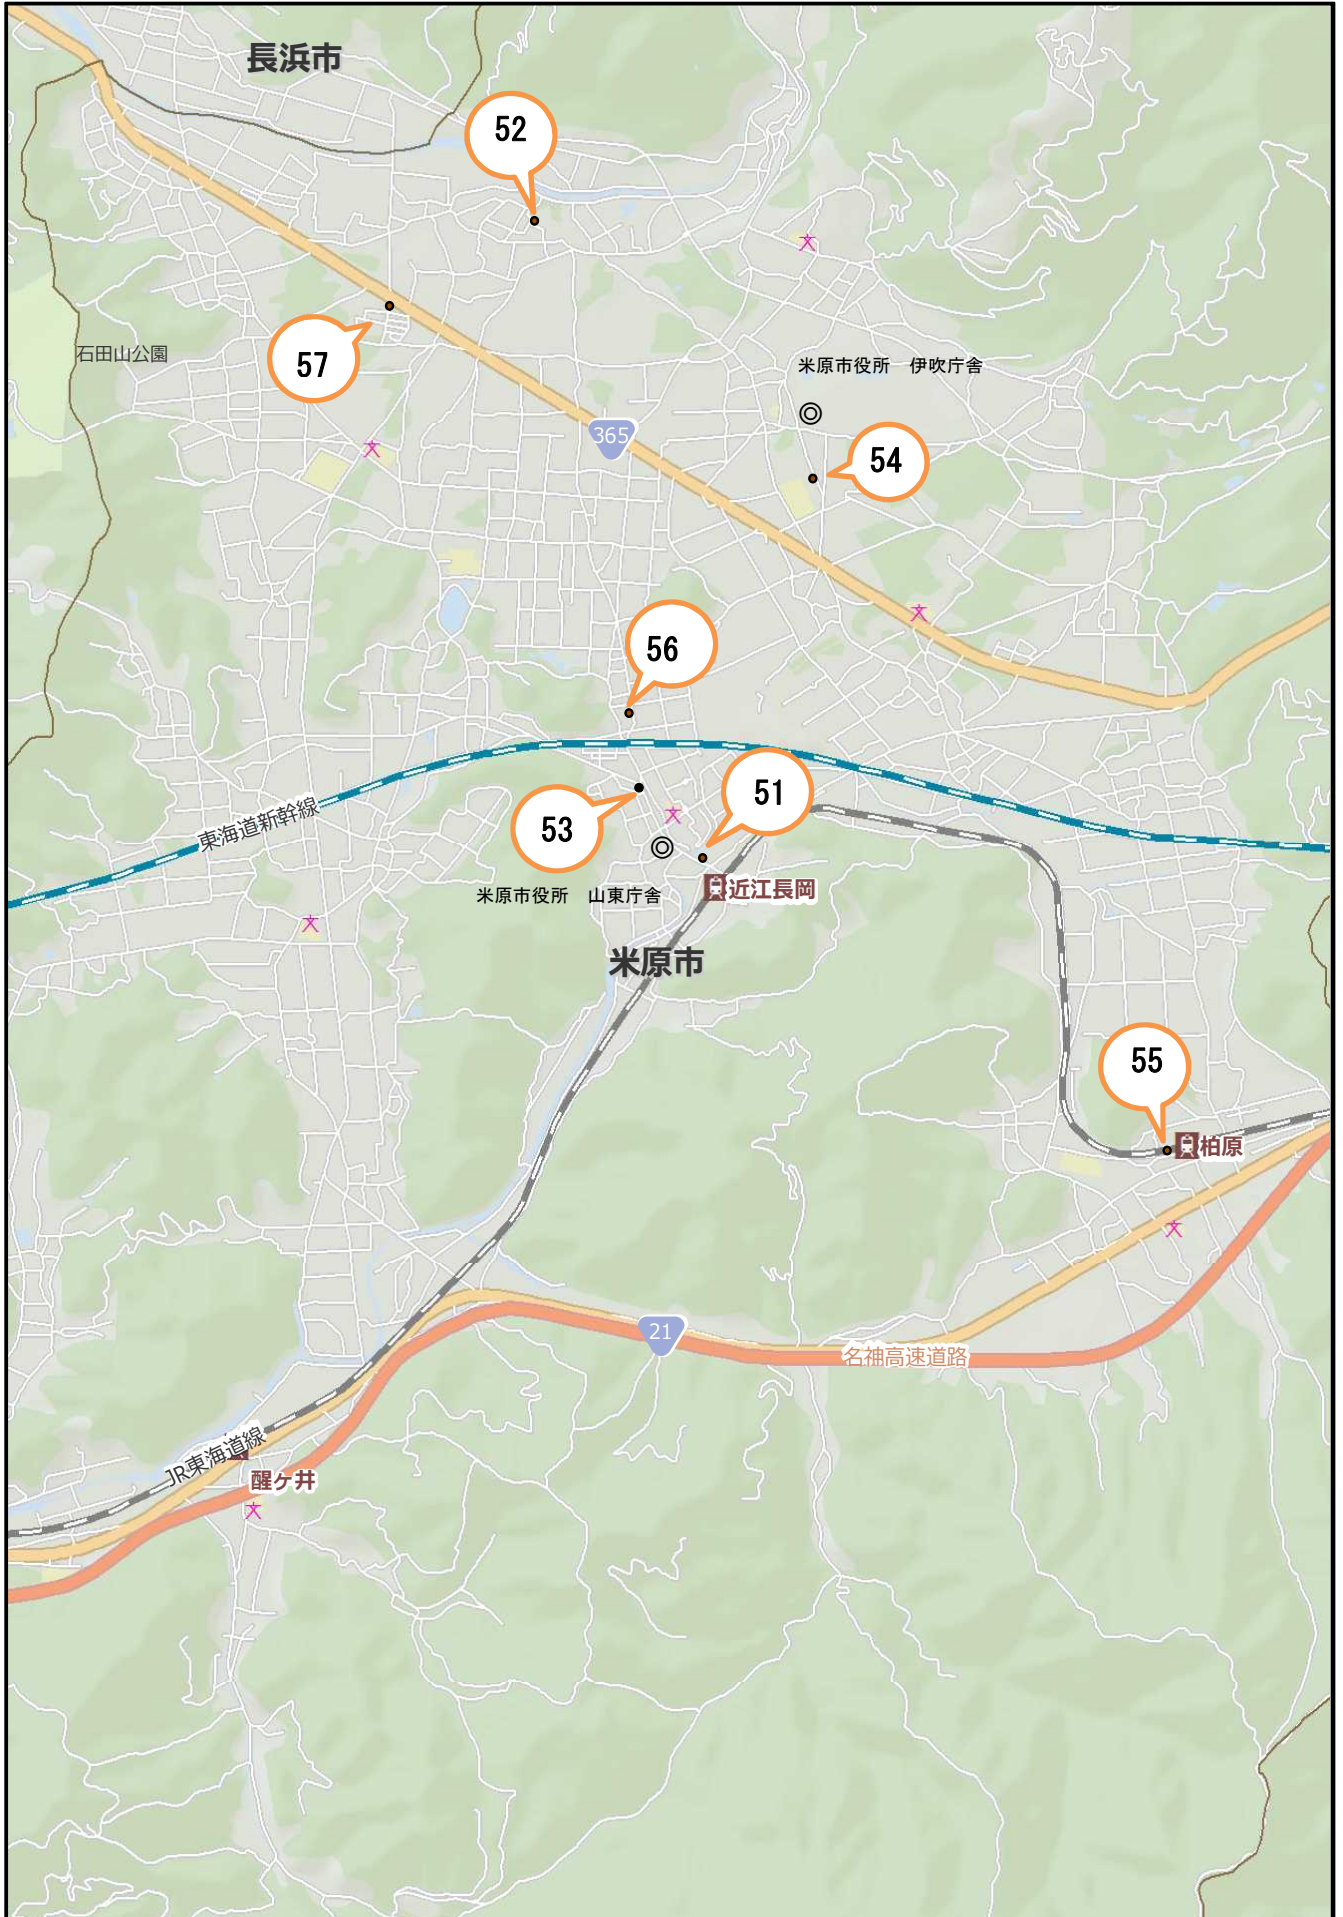 長浜市
52
石田山公園
57
米原市役所　伊吹庁舎
365
54
56
51
53
東海道新幹線
米原市役所　山東庁舎
近江長岡
米原市
55
柏原
21
名神高速道路
JR東海道線
醒ヶ井